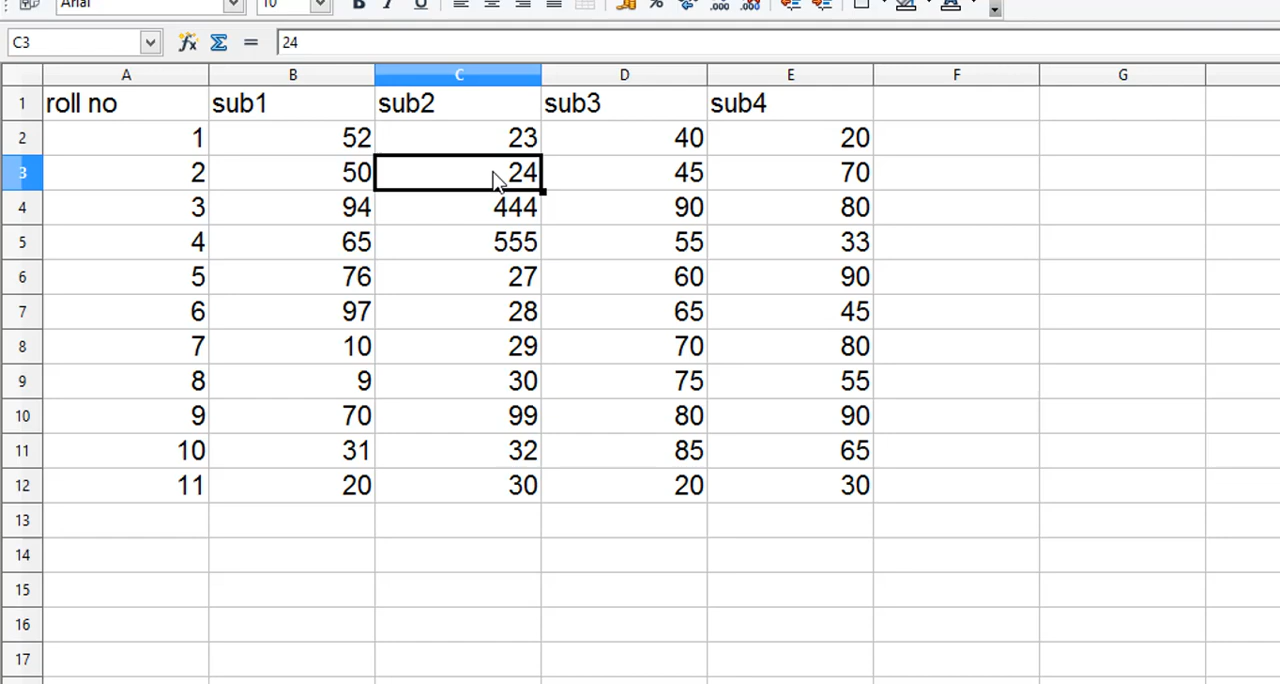 Arial 10 B I U % .000 .000
C3 fx Σ = 24
A B C D E F G
1 roll no sub1 sub2 sub3 sub4
2 1 52 23 40 20
3 2 50 24 45 70
4 3 94 444 90 80
5 4 65 555 55 33
6 5 76 27 60 90
7 6 97 28 65 45
8 7 10 29 70 80
9 8 9 30 75 55
10 9 70 99 80 90
11 10 31 32 85 65
12 11 20 30 20 30
13
14
15
16
17